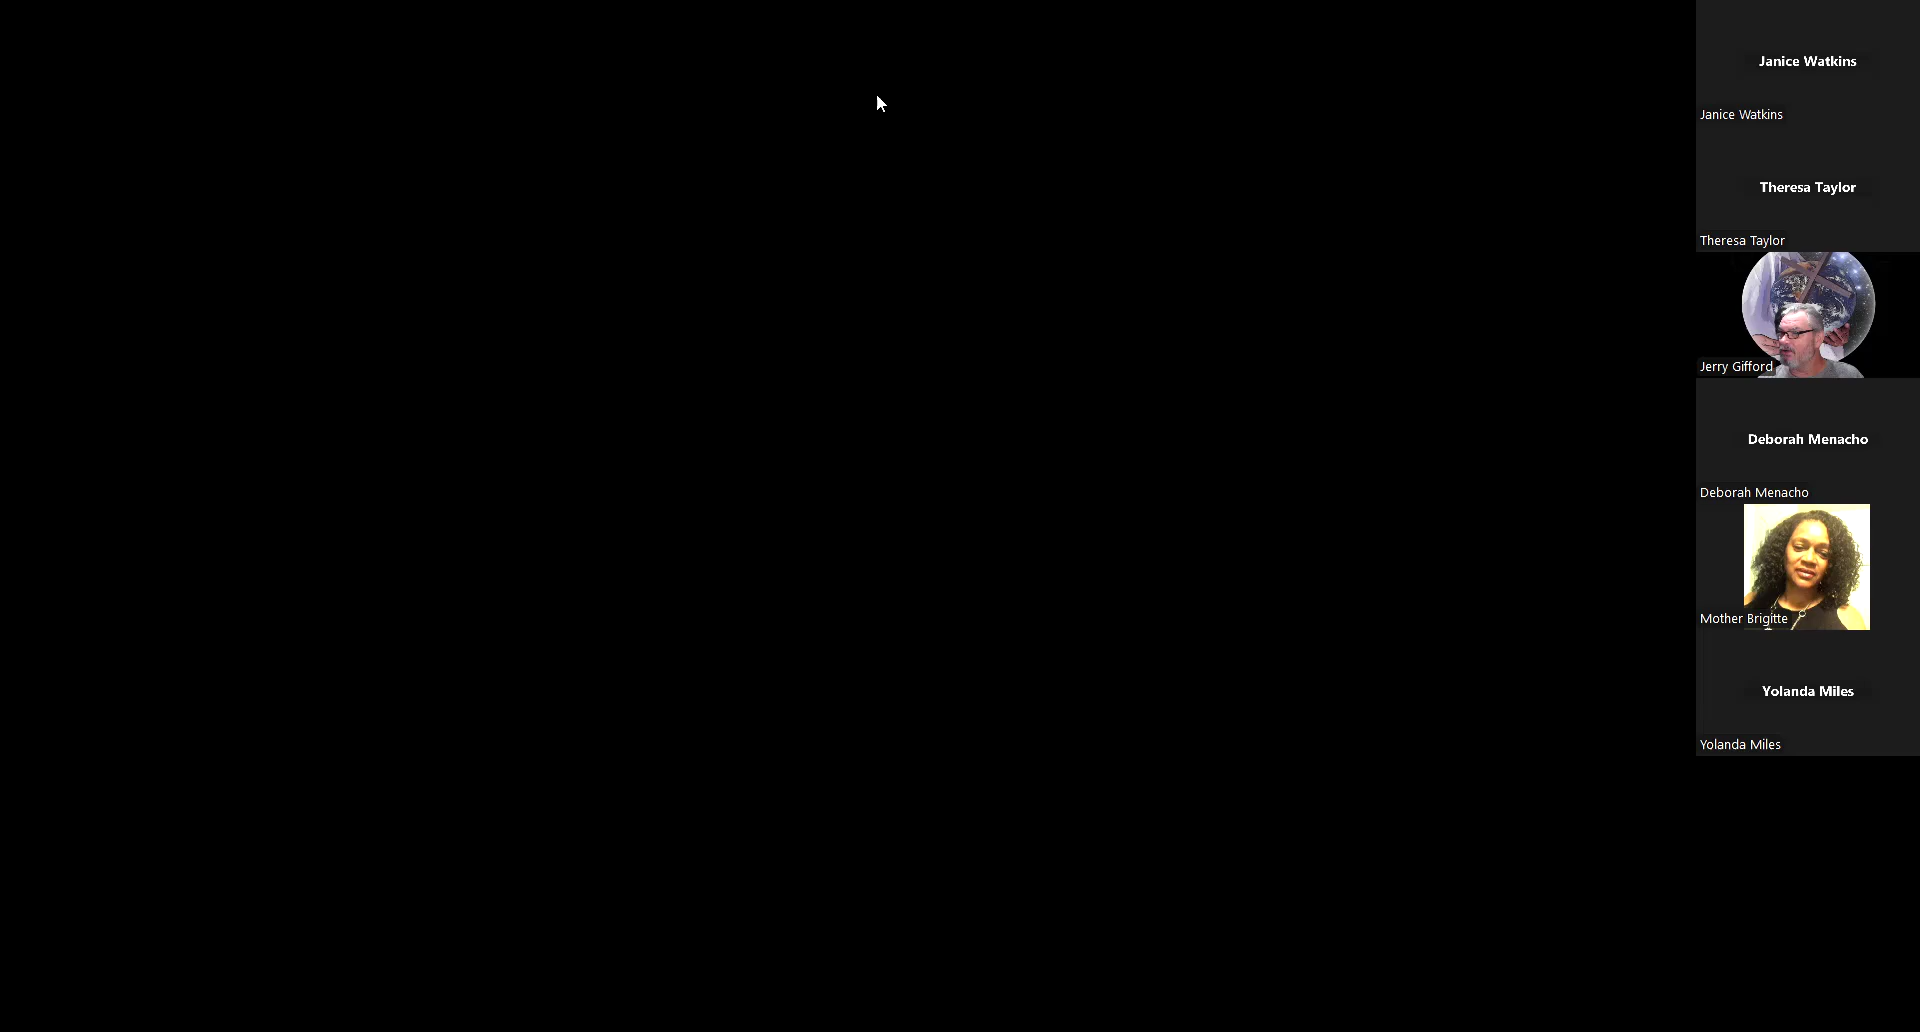 Janice Watkins
Janice Watkins
Theresa Taylor
Theresa Taylor
Jerry Gifford
Deborah Menacho
Deborah Menacho
Mother Brigitte
Yolanda Miles
Yolanda Miles